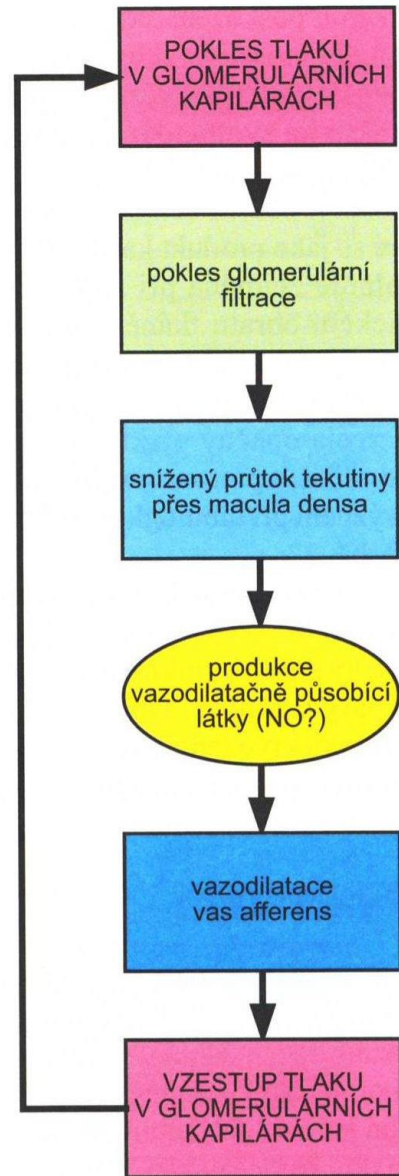 POKLES TLAKU
V GLOMERULÁRNÍCH
KAPILÁRÁCH
pokles glomerulární
filtrace
snížený průtok tekutiny
přes macula densa
produkce
vazodilatačně působící
látky (NO?)
vazodilatace
vas afferens
VZESTUP TLAKU
V GLOMERULÁRNÍCH
KAPILÁRÁCH